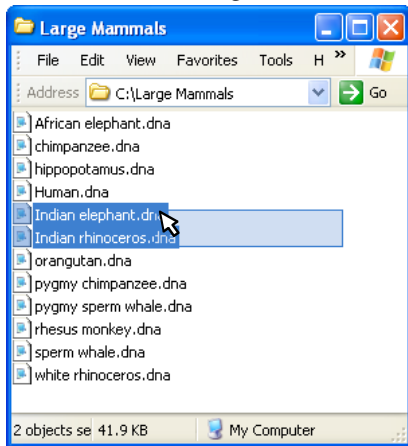 Large Mammals
File Edit View Favorites Tools H »
Address C:\Large Mammals Go
African elephant.dna
chimpanzee.dna
hippopotamus.dna
Human.dna
Indian elephant.dna
Indian rhinoceros.dna
orangutan.dna
pygmy chimpanzee.dna
pygmy sperm whale.dna
rhesus monkey.dna
sperm whale.dna
white rhinoceros.dna
2 objects se 41.9 KB My Computer